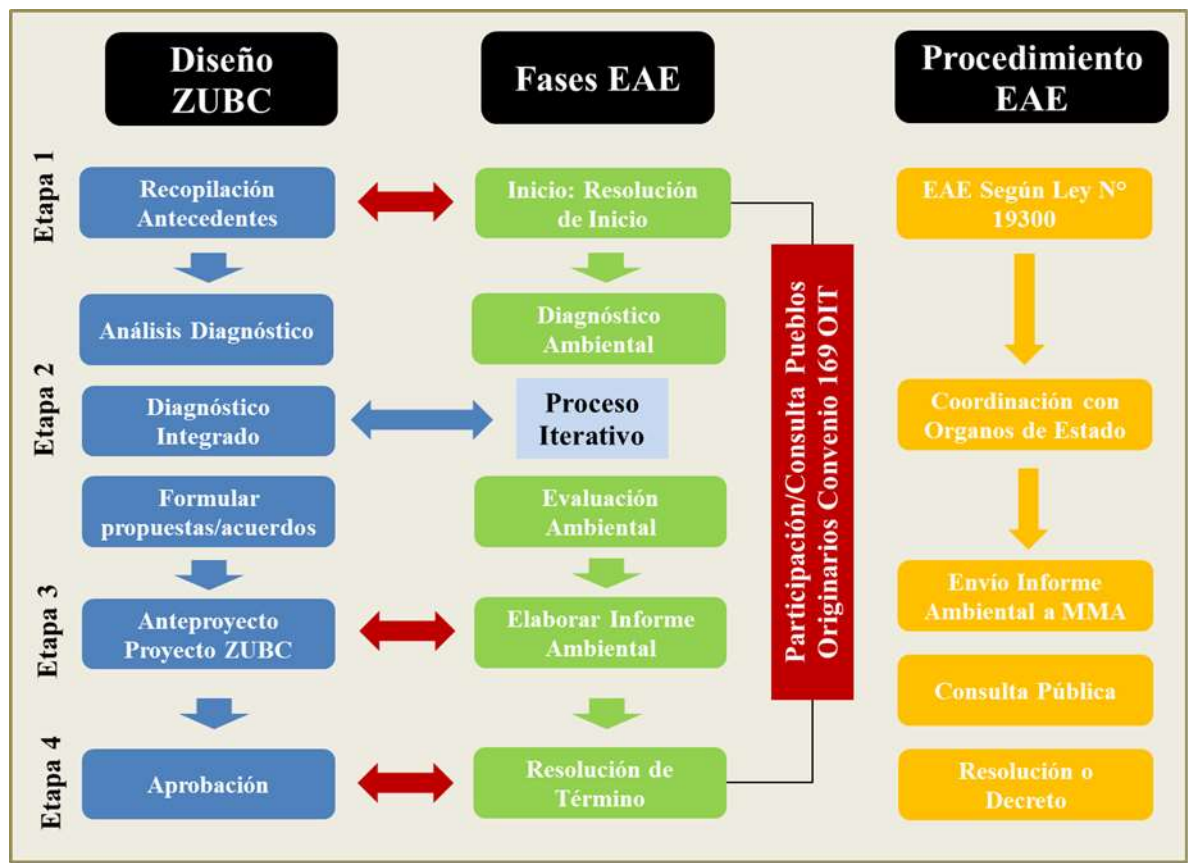 Diseño
ZUBC
Fases EAE
Procedimiento
EAE
Etapa 1
Recopilación
Antecedentes
Inicio: Resolución
de Inicio
EAE Según Ley N°
19300
Análisis Diagnóstico
Diagnóstico
Ambiental
Etapa 2
Diagnóstico
Integrado
Proceso
Iterativo
Coordinación con
Organos de Estado
Formular
propuestas/acuerdos
Evaluación
Ambiental
Participación/Consulta Pueblos
Originarios Convenio 169 OIT
Etapa 3
Anteproyecto
Proyecto ZUBC
Elaborar Informe
Ambiental
Envío Informe
Ambiental a MMA
Consulta Pública
Etapa 4
Aprobación
Resolución de
Término
Resolución o
Decreto